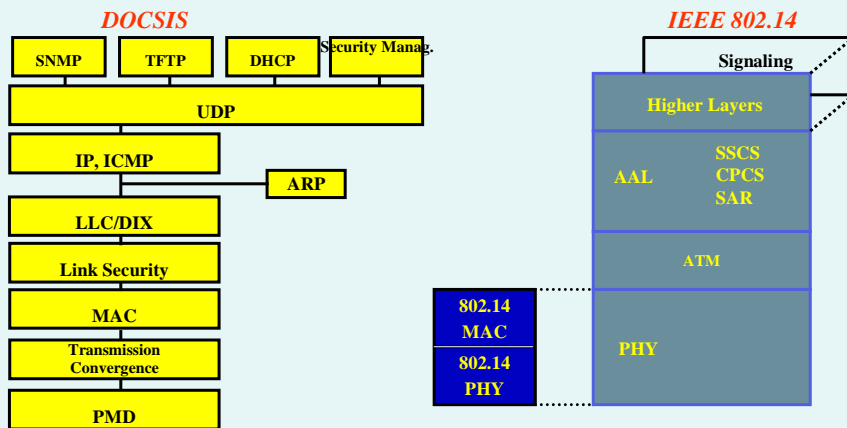 DOCSIS
SNMP
TFTP
DHCP
Security Manag.
UDP
IP, ICMP
ARP
LLC/DIX
Link Security
MAC
Transmission
Convergence
PMD
IEEE 802.14
Signaling
Higher Layers
AAL
SSCS
CPCS
SAR
ATM
802.14
MAC
802.14
PHY
PHY